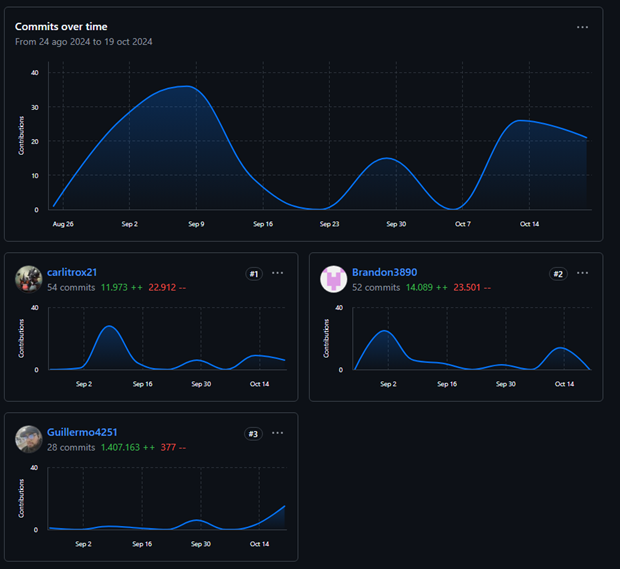 Commits over time
From 24 ago 2024 to 19 oct 2024
Contributions
40
30
20
10
0
Aug 26 Sep 2 Sep 9 Sep 16 Sep 23 Sep 30 Oct 7 Oct 14
carlitrox21 #1
54 commits 11.973 ++ 22.912 --
Contributions
40
0
Sep 2 Sep 16 Sep 30 Oct 14
Brandon3890 #2
52 commits 14.089 ++ 23.501 --
Contributions
40
0
Sep 2 Sep 16 Sep 30 Oct 14
Guillermo4251 #3
28 commits 1.407.163 ++ 377 --
Contributions
40
0
Sep 2 Sep 16 Sep 30 Oct 14